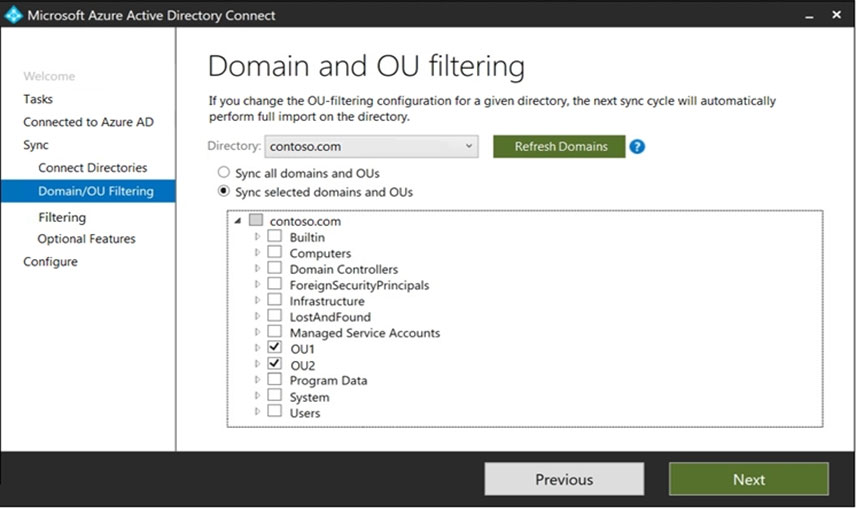 Microsoft Azure Active Directory Connect
Welcome
Tasks
Connected to Azure AD
Sync
Connect Directories
Domain/OU Filtering
Filtering
Optional Features
Configure
Domain and OU filtering
If you change the OU-filtering configuration for a given directory, the next sync cycle will automatically
perform full import on the directory.
Directory: contoso.com Refresh Domains ?
Sync all domains and OUs
Sync selected domains and OUs
contoso.com
Builtin
Computers
Domain Controllers
ForeignSecurityPrincipals
Infrastructure
LostAndFound
Managed Service Accounts
OU1
OU2
Program Data
System
Users
Previous Next